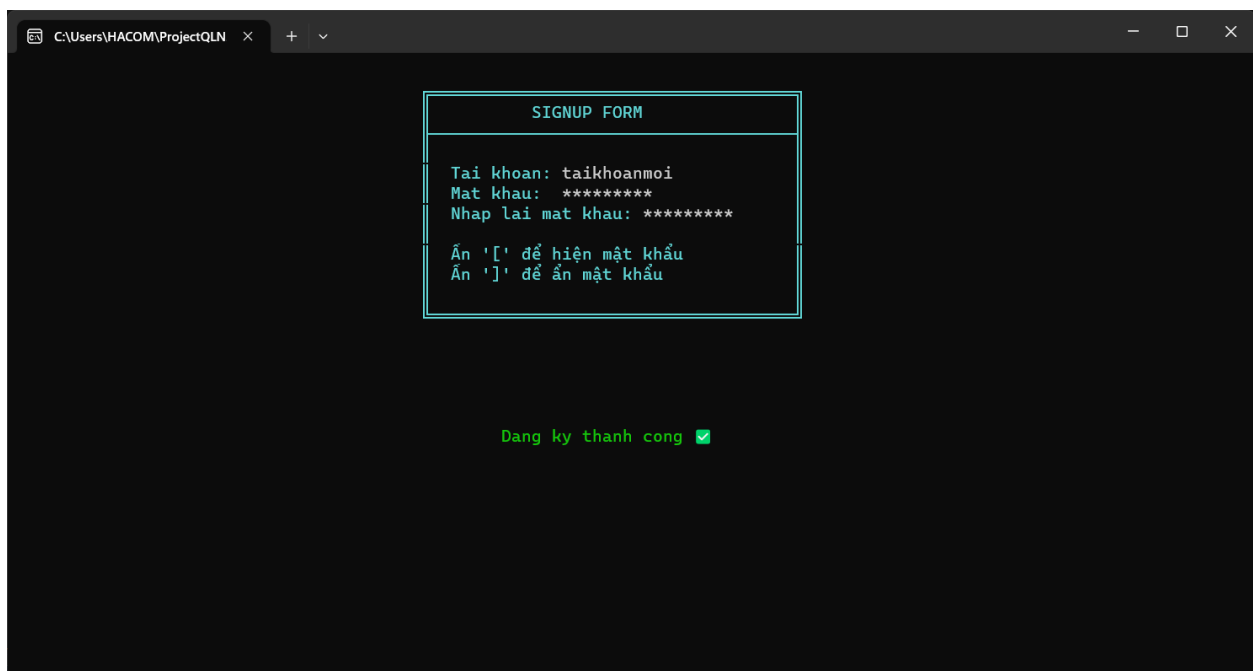 C:\Users\HACOM\ProjectQLN
SIGNUP FORM
Tai khoan: taikhoanmoi
Mat khau:  *********
Nhap lai mat khau: *********
Ấn '[' để hiện mật khẩu
Ấn ']' để ẩn mật khẩu
Dang ky thanh cong ✅